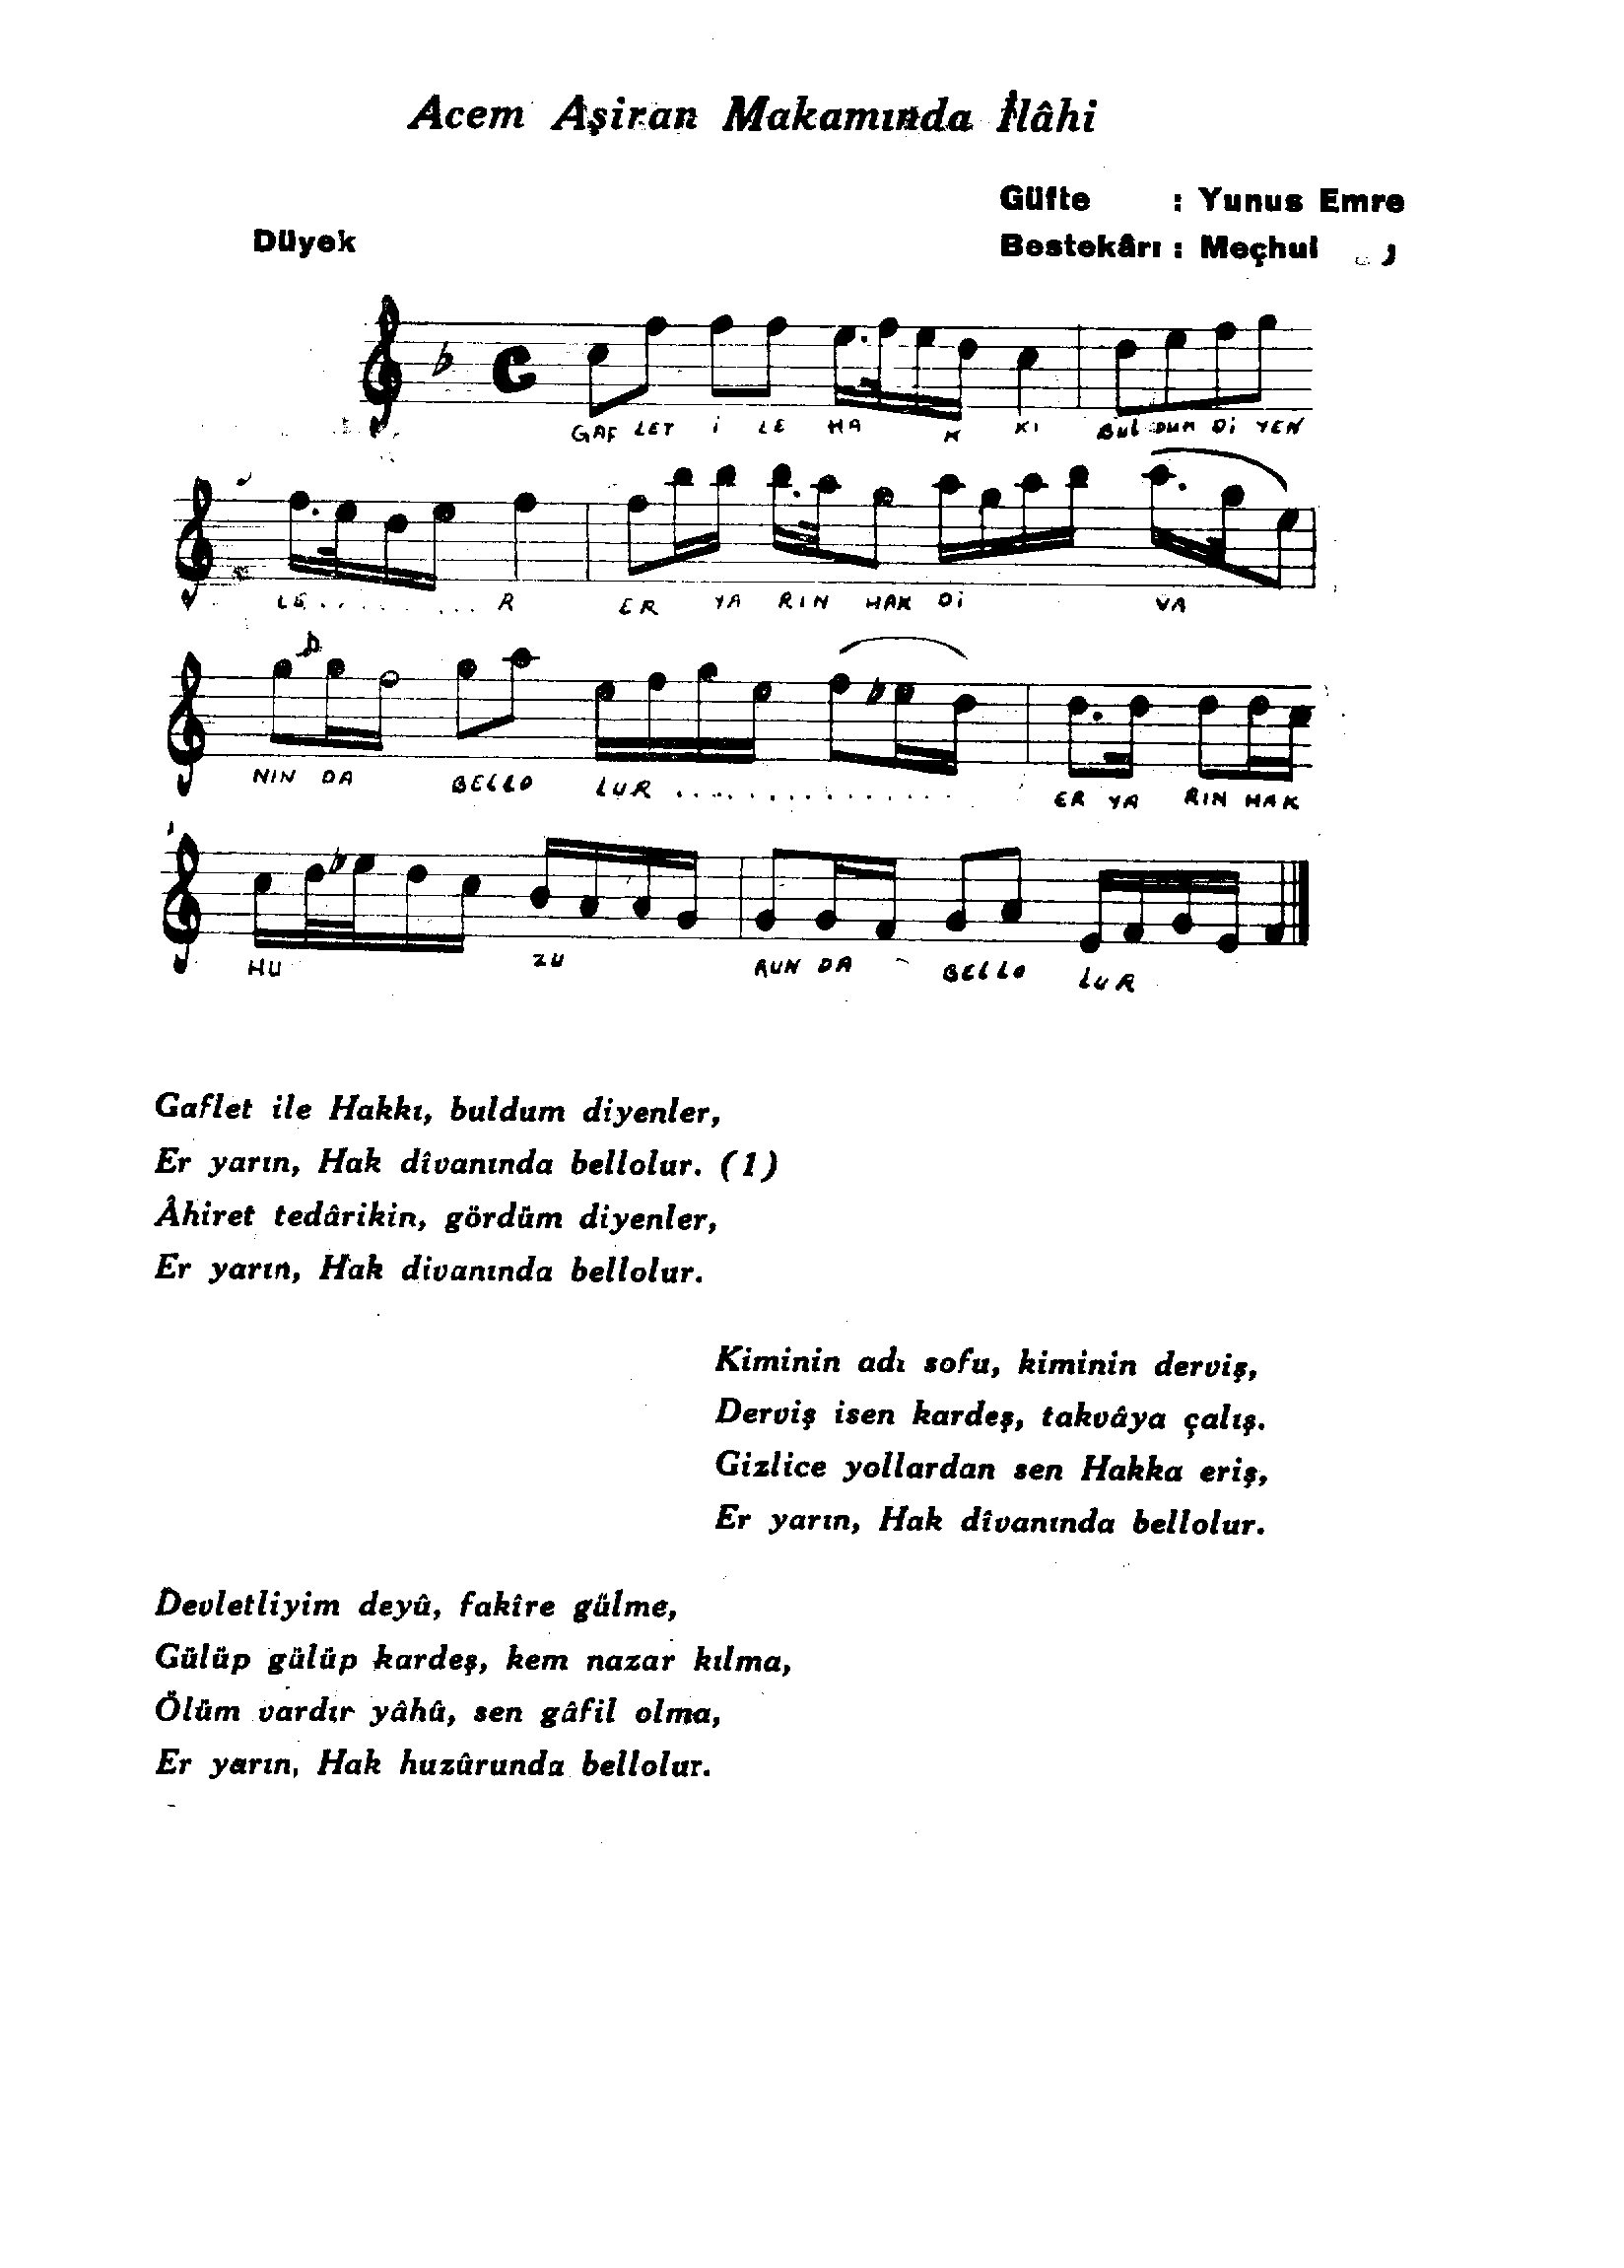 Acem Aşiran Makamında İlâhi
Güfte : Yunus Emre
Düyek
Bestekârı : Meçhul
GAF LET İ LE HA K KI BUL DUM Dİ YEN
LE . . . . . . . . . R ER YA RIN HAK Dİ VA
NIN DA BELLO LUR . . . . . . . . . . . . . . . ER YA RIN HAK
HU ZU RUN DA BELLO LUR
Gaflet ile Hakkı, buldum diyenler,
Er yarın, Hak dîvanında bellolur. (1)
Âhiret tedârikin, gördüm diyenler,
Er yarın, Hak divanında bellolur.
Kiminin adı sofu, kiminin derviş,
Derviş isen kardeş, takvâya çalış.
Gizlice yollardan sen Hakka eriş,
Er yarın, Hak dîvanında bellolur.
Devletliyim deyû, fakîre gülme,
Gülüp gülüp kardeş, kem nazar kılma,
Ölüm vardır yâhû, sen gâfil olma,
Er yarın, Hak huzûrunda bellolur.